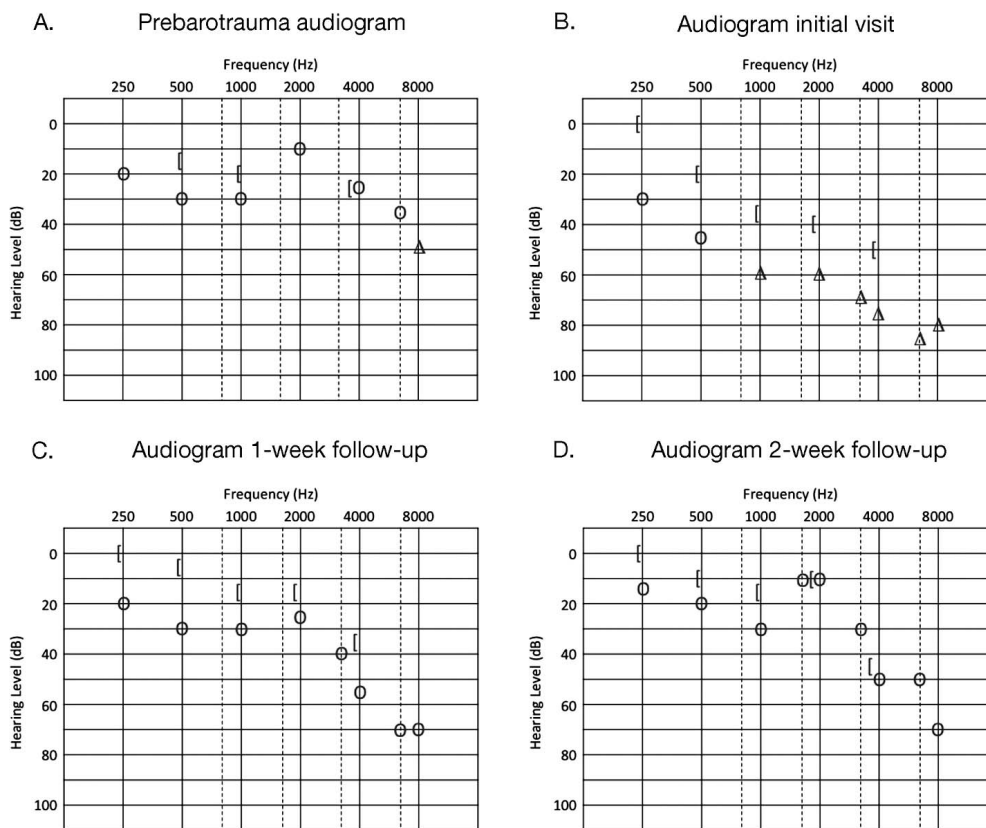 A. Prebarotrauma audiogram
Frequency (Hz)
250 500 1000 2000 4000 8000
Hearing Level (dB)
0
20
40
60
80
100
B. Audiogram initial visit
Frequency (Hz)
250 500 1000 2000 4000 8000
Hearing Level (dB)
0
20
40
60
80
100
C. Audiogram 1-week follow-up
Frequency (Hz)
250 500 1000 2000 4000 8000
Hearing Level (dB)
0
20
40
60
80
100
D. Audiogram 2-week follow-up
Frequency (Hz)
250 500 1000 2000 4000 8000
Hearing Level (dB)
0
20
40
60
80
100